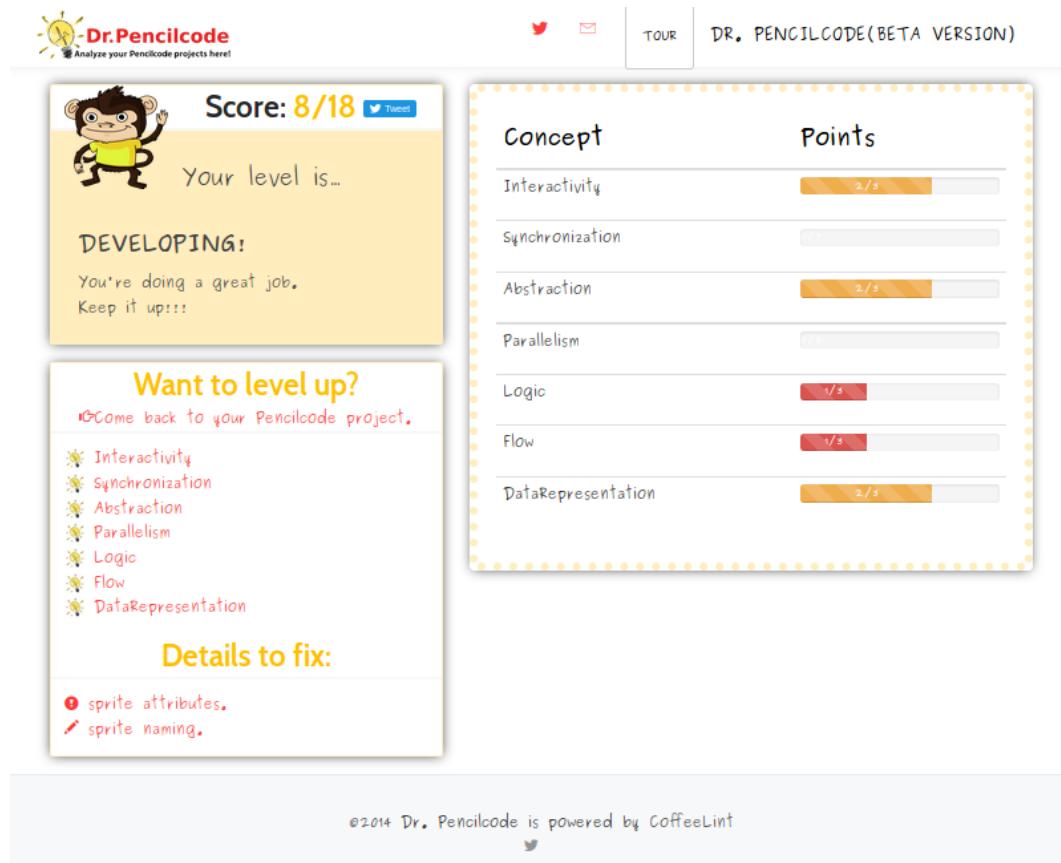 Dr.Pencilcode
Analyze your Pencilcode projects here!
TOUR
DR. PENCILCODE(BETA VERSION)
Score: 8/18
Tweet
Your level is...
DEVELOPING!
You're doing a great job.
Keep it up!!!
Want to level up?
Come back to your Pencilcode project.
Interactivity
Synchronization
Abstraction
Parallelism
Logic
Flow
DataRepresentation
Details to fix:
sprite attributes.
sprite naming.
Concept Points
Interactivity 2/3
Synchronization
Abstraction 2/3
Parallelism
Logic 1/3
Flow 1/3
DataRepresentation 2/3
©2014 Dr. Pencilcode is powered by CoffeeLint